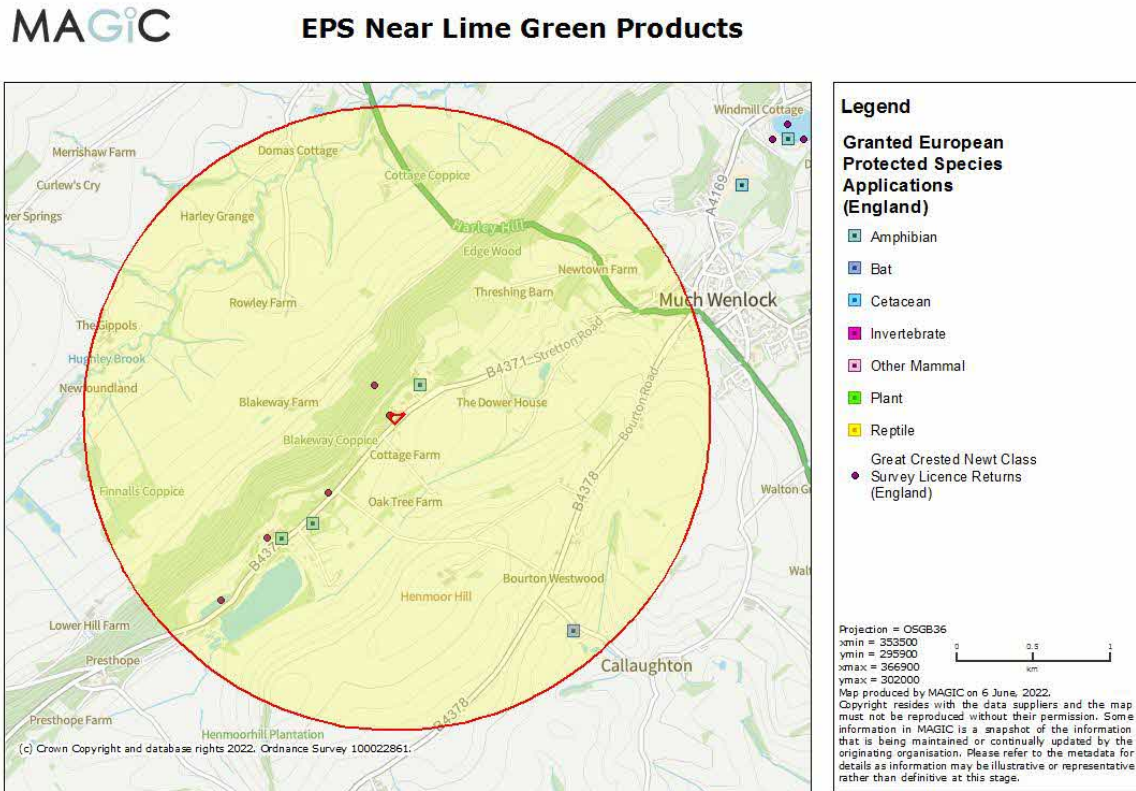 MAGiC
EPS Near Lime Green Products
Windmill Cottage
Merrishaw Farm
Domas Cottage
Cottage Coppice
Curlew's Cry
A4169
wer Springs
Harley Grange
Harley Hill
Edge Wood
Newtown Farm
Threshing Barn
Much Wenlock
Rowley Farm
The Gippols
B4371
Stretton Road
Hughley Brook
Newfoundland
Blakeway Farm
The Dower House
Bourton Road
Blakeway Coppice
Cottage Farm
Walton Gr
Finnalls Coppice
Oak Tree Farm
B4378
B437
Walt
Bourton Westwood
Henmoor Hill
Lower Hill Farm
Presthope
Callaughton
Presthope Farm
B4378
Henmoorhill Plantation
(c) Crown Copyright and database rights 2022. Ordnance Survey 100022861.
Legend
Granted European
Protected Species
Applications
(England)
Amphibian
Bat
Cetacean
Invertebrate
Other Mammal
Plant
Reptile
Great Crested Newt Class
Survey Licence Returns
(England)
Projection = OSGB36
xmin = 353500
ymin = 295900
xmax = 366900
ymax = 302000
0 0.5 1
km
Map produced by MAGIC on 6 June, 2022.
Copyright resides with the data suppliers and the map
must not be reproduced without their permission. Some
information in MAGIC is a snapshot of the information
that is being maintained or continually updated by the
originating organisation. Please refer to the metadata for
details as information may be illustrative or representative
rather than definitive at this stage.